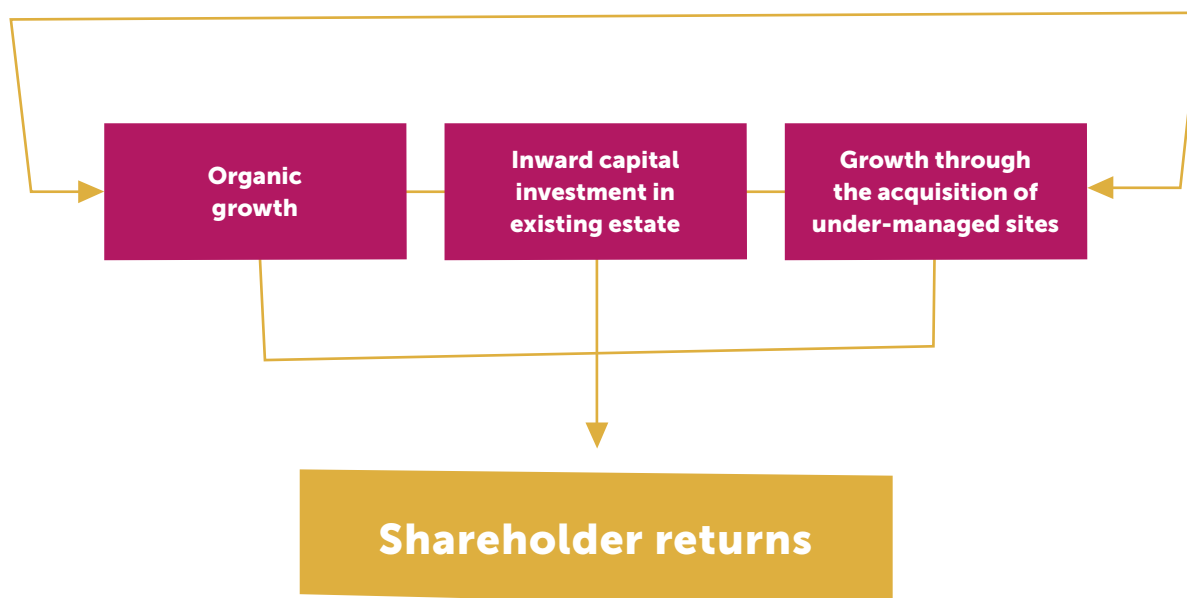 Organic
growth
Inward capital
investment in
existing estate
Growth through
the acquisition of
under-managed sites
Shareholder returns